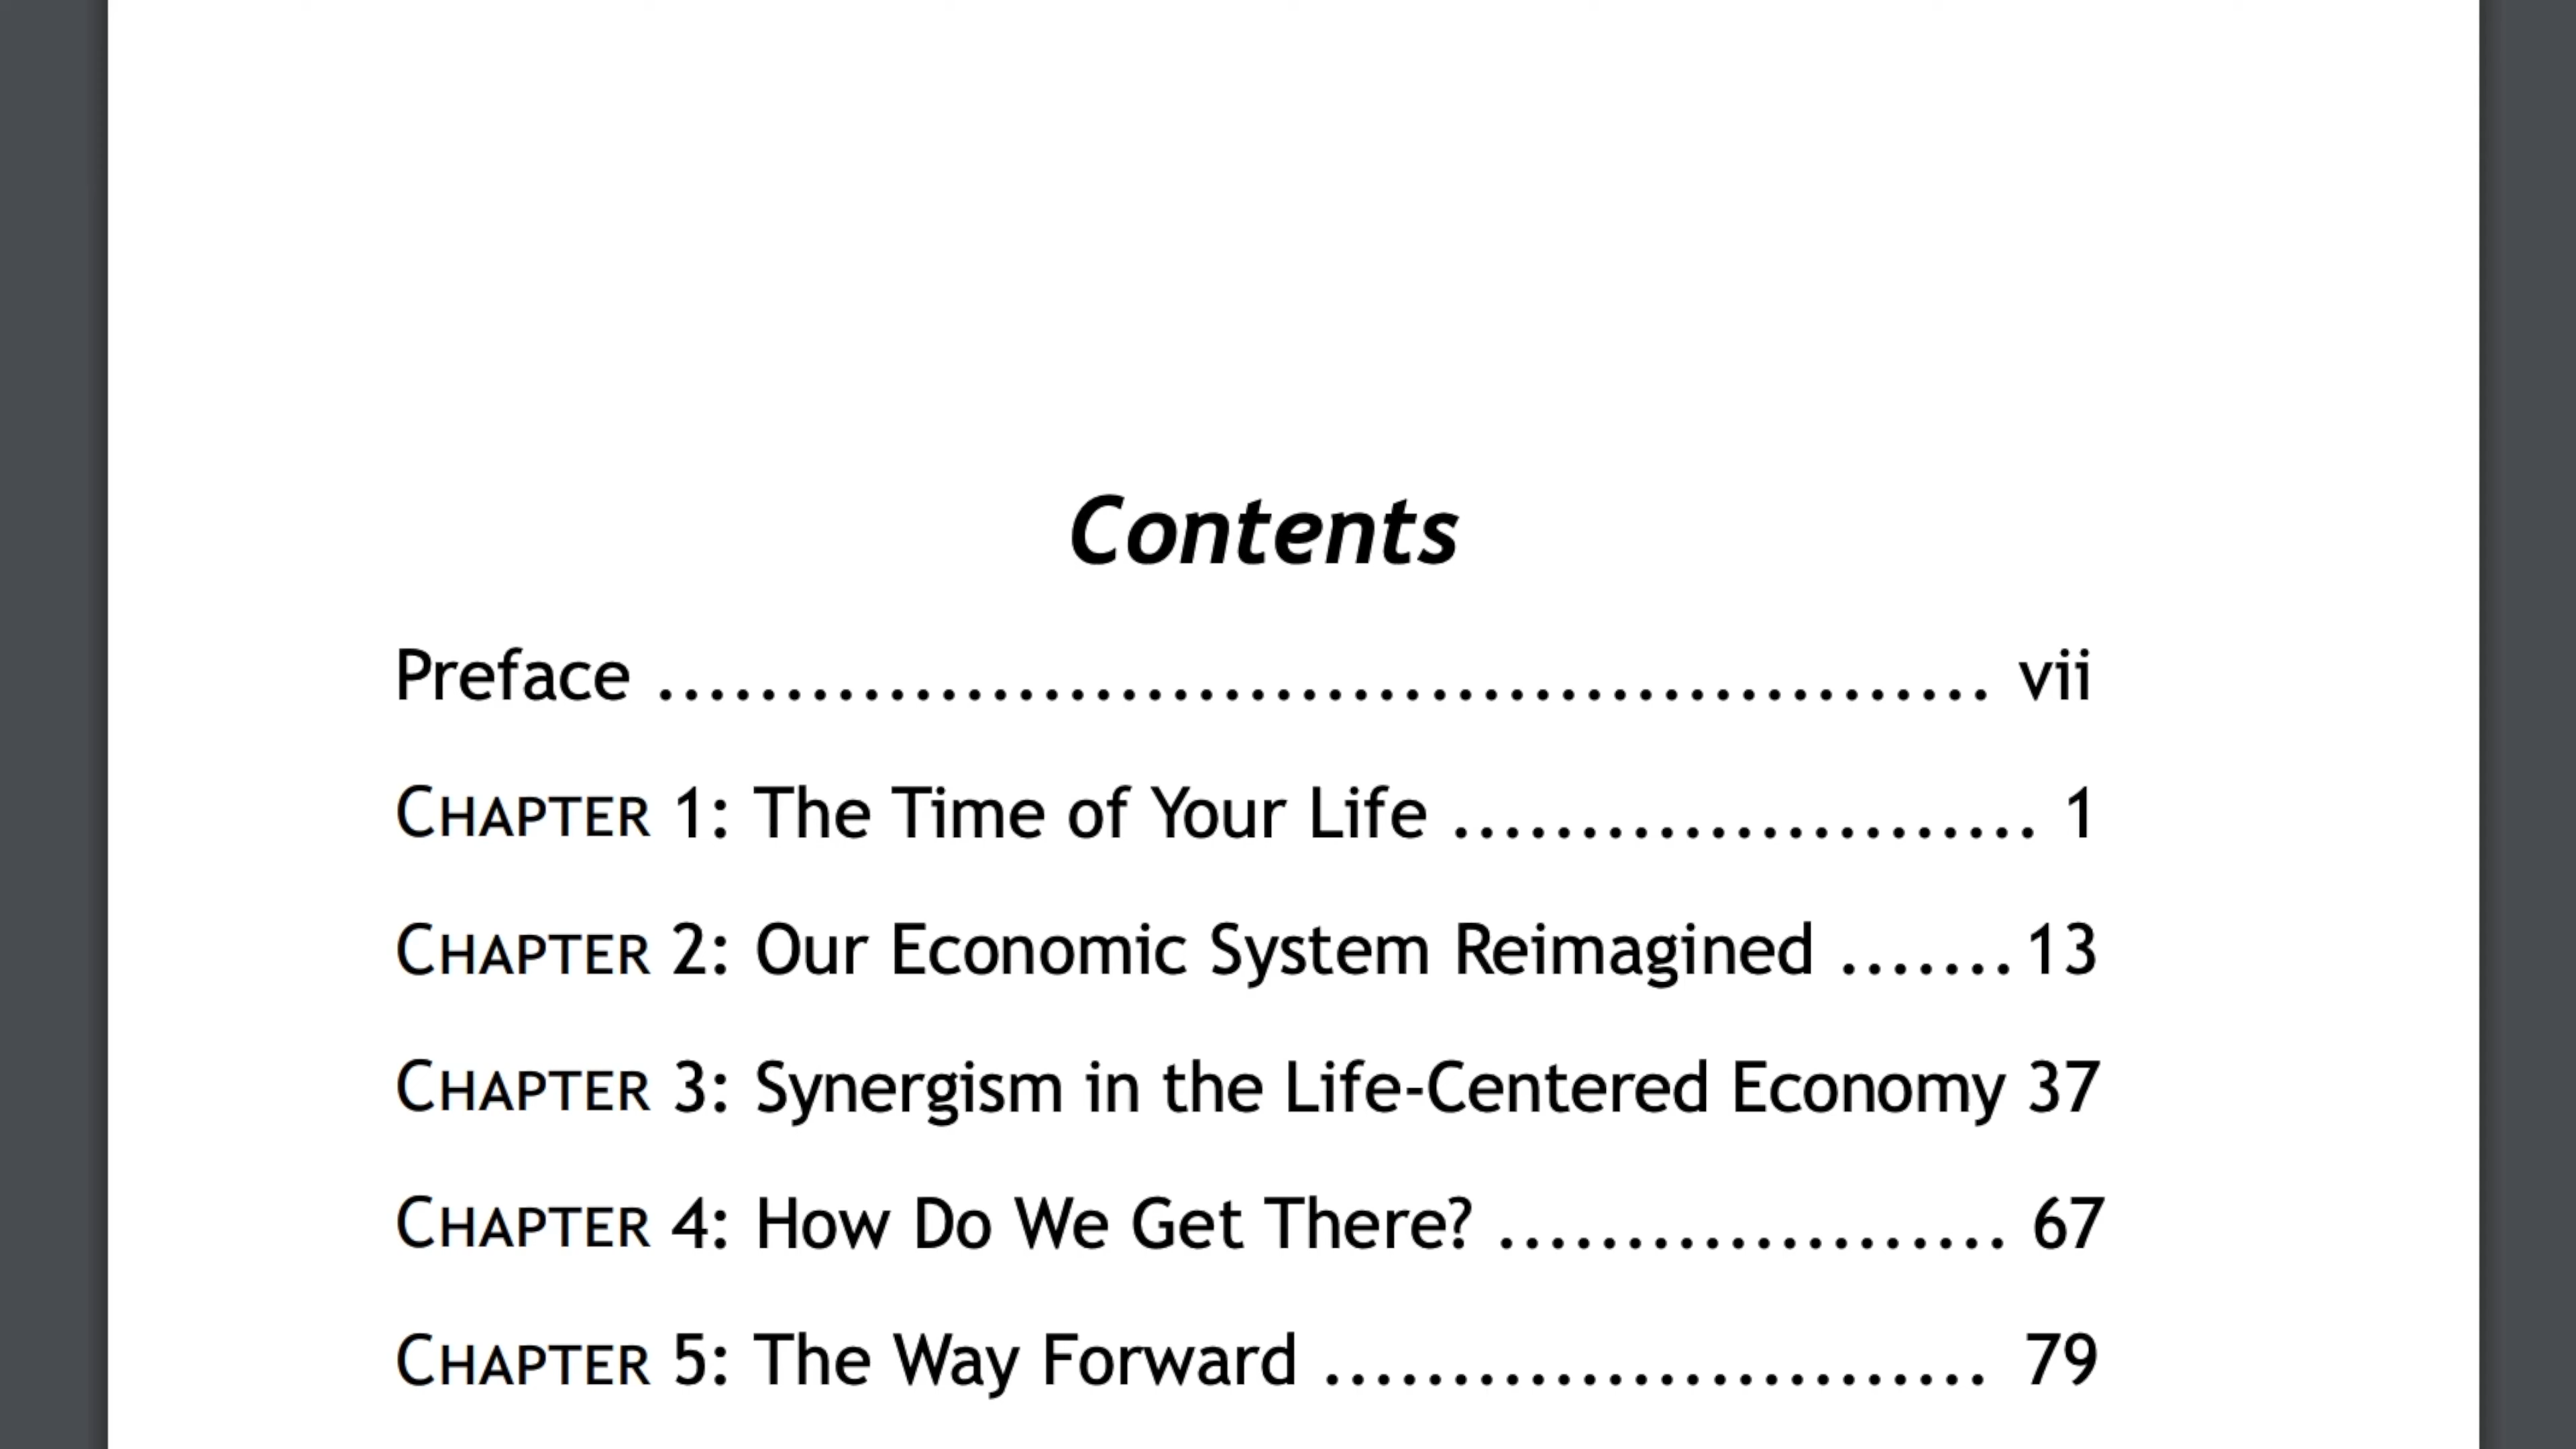 Contents
Preface .................................................... vii
CHAPTER 1: The Time of Your Life ....................... 1
CHAPTER 2: Our Economic System Reimagined ....... 13
CHAPTER 3: Synergism in the Life-Centered Economy 37
CHAPTER 4: How Do We Get There? .................... 67
CHAPTER 5: The Way Forward .......................... 79